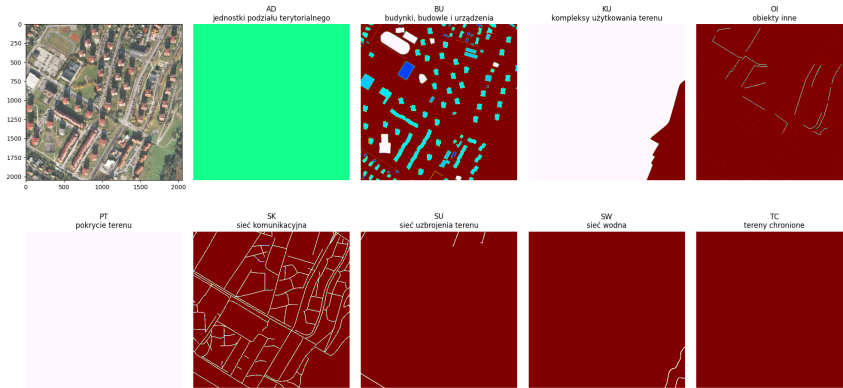 AD
jednostki podziału terytorialnego
BU
budynki, budowle i urządzenia
KU
kompleksy użytkowania terenu
OI
obiekty inne
0
250
500
750
1000
1250
1500
1750
2000
0 500 1000 1500 2000
PT
pokrycie terenu
SK
sieć komunikacyjna
SU
sieć uzbrojenia terenu
SW
sieć wodna
TC
tereny chronione